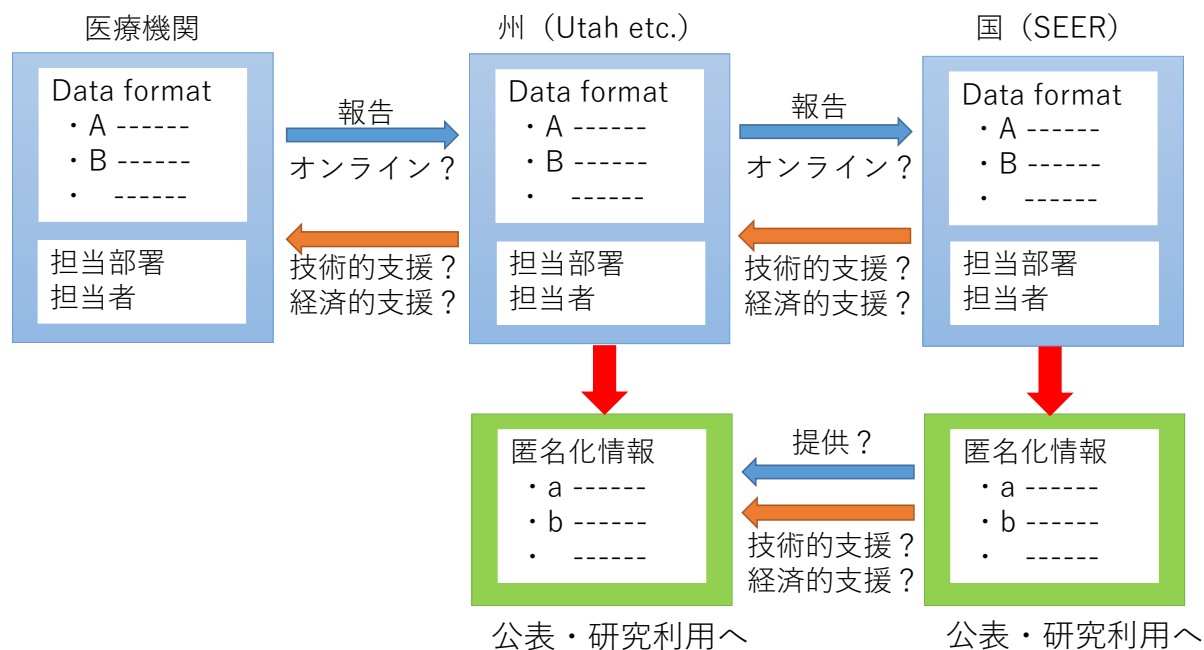 医療機関
Data format
・A ------
・B ------
・ ------
担当部署
担当者
報告
オンライン？
技術的支援？
経済的支援？
州（Utah etc.）
Data format
・A ------
・B ------
・ ------
担当部署
担当者
報告
オンライン？
技術的支援？
経済的支援？
国（SEER）
Data format
・A ------
・B ------
・ ------
担当部署
担当者
匿名化情報
・a ------
・b ------
・ ------
公表・研究利用へ
提供？
技術的支援？
経済的支援？
匿名化情報
・a ------
・b ------
・ ------
公表・研究利用へ